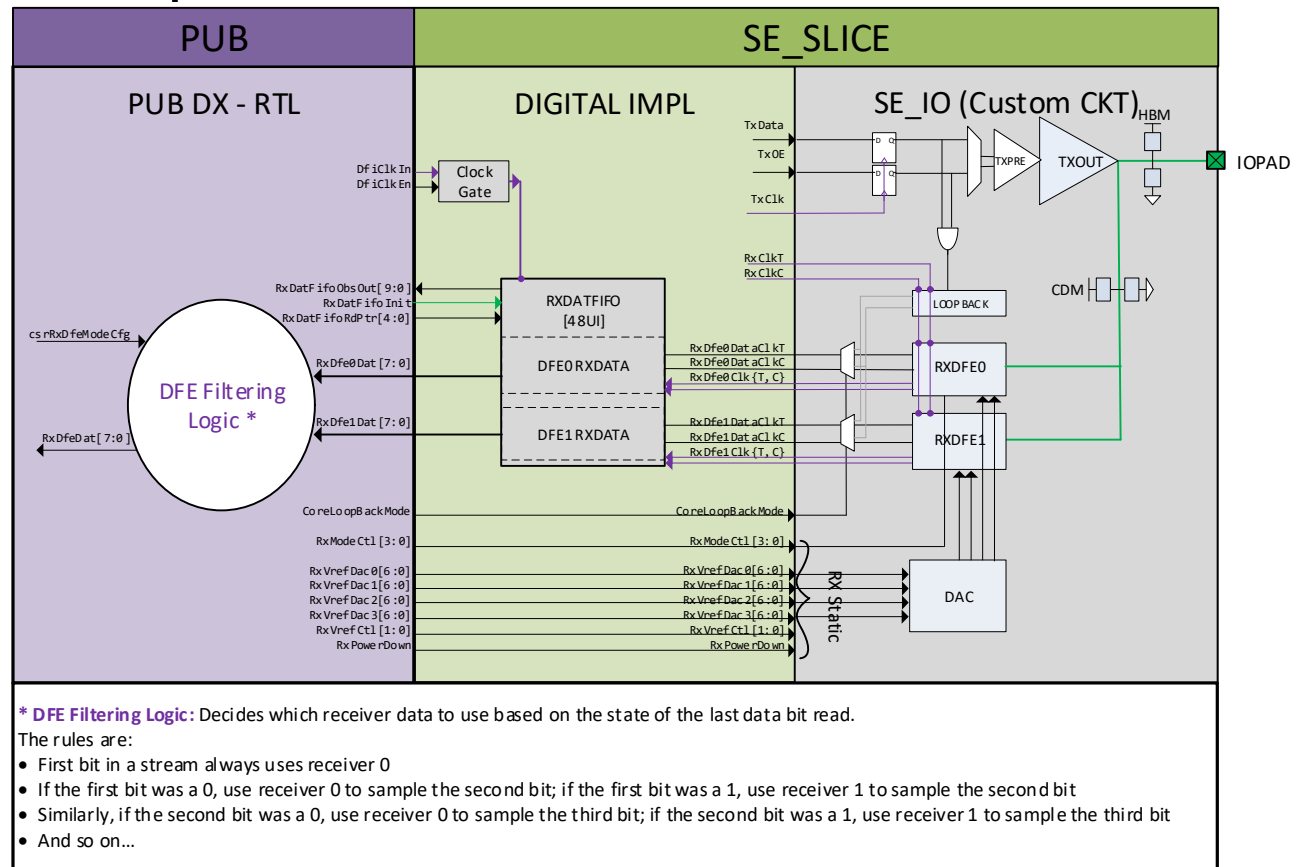 PUB
SE_SLICE
PUB DX - RTL
DIGITAL IMPL
SE_IO (Custom CKT)
HBM
TxData
TxOE
TxClk
D Q
D Q
TXPRE
TXOUT
IOPAD
DfiClkIn
DfiClkEn
Clock
Gate
RxClkT
RxClkC
CDM
LOOPBACK
RxDatFifoObsOut[9:0]
RxDatFifoInit
RxDatFifoRdPtr[4:0]
RXDATFIFO
[48UI]
csrRxDfeModeCfg
RxDfe0Dat[7:0]
DFE0RXDATA
RxDfe0DataClkT
RxDfe0DataClkC
RxDfe0Clk{T,C}
RXDFE0
DFE Filtering
Logic *
RxDfe1Dat[7:0]
RxDfeDat[7:0]
DFE1RXDATA
RxDfe1DataClkT
RxDfe1DataClkC
RxDfe1Clk{T,C}
RXDFE1
CoreLoopBackMode
CoreLoopBackMode
RxModeCtl[3:0]
RxModeCtl[3:0]
RxVrefDac0[6:0]
RxVrefDac1[6:0]
RxVrefDac2[6:0]
RxVrefDac3[6:0]
RxVrefCtl[1:0]
RxPowerDown
RxVrefDac0[6:0]
RxVrefDac1[6:0]
RxVrefDac2[6:0]
RxVrefDac3[6:0]
RxVrefCtl[1:0]
RxPowerDown
RX Static
DAC
* DFE Filtering Logic: Decides which receiver data to use based on the state of the last data bit read.
The rules are:
• First bit in a stream always uses receiver 0
• If the first bit was a 0, use receiver 0 to sample the second bit; if the first bit was a 1, use receiver 1 to sample the second bit
• Similarly, if the second bit was a 0, use receiver 0 to sample the third bit; if the second bit was a 1, use receiver 1 to sample the third bit
• And so on…